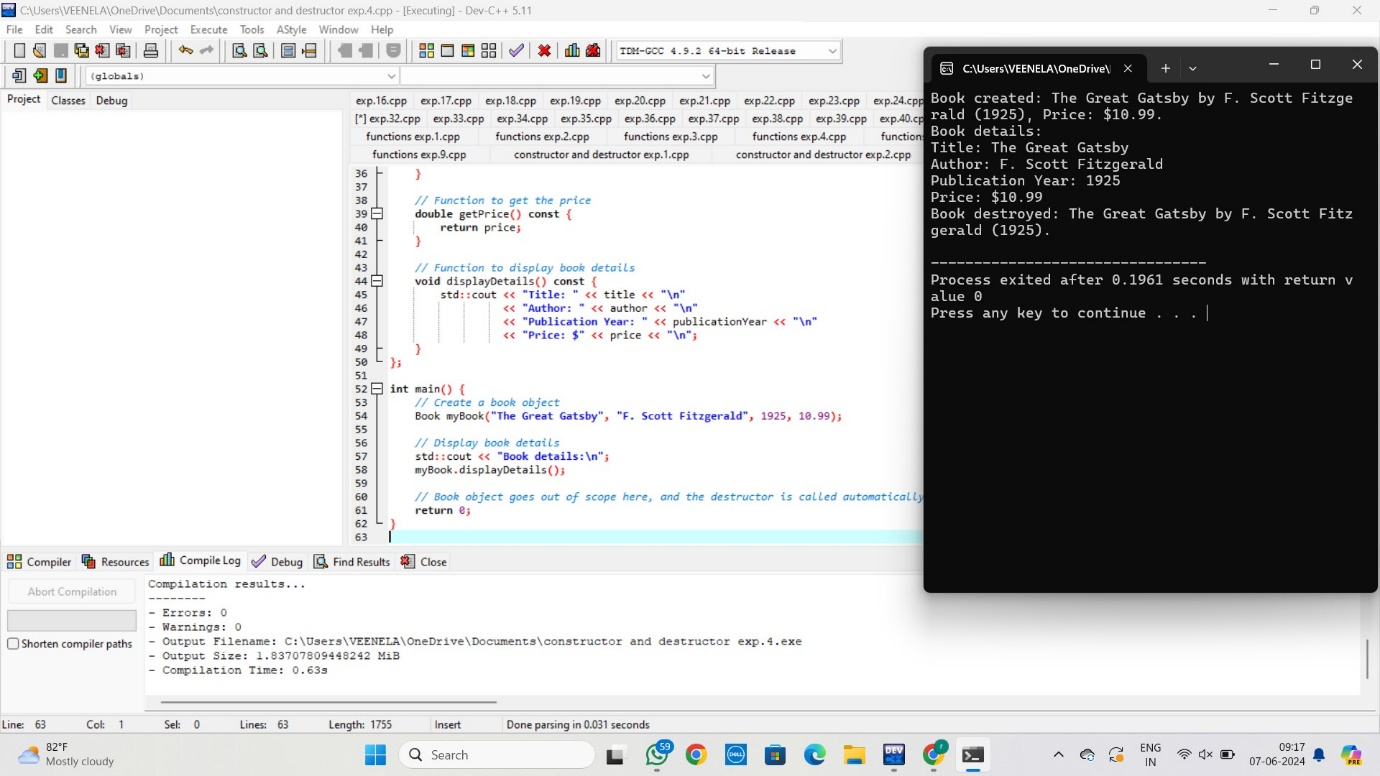 C:\Users\VEENELA\OneDrive\Documents\constructor and destructor exp.4.cpp - [Executing] - Dev-C++ 5.11
File Edit Search View Project Execute Tools AStyle Window Help
TDM-GCC 4.9.2 64-bit Release
(globals)
Project Classes Debug
exp.16.cpp exp.17.cpp exp.18.cpp exp.19.cpp exp.20.cpp exp.21.cpp exp.22.cpp exp.23.cpp exp.24.cpp
[*] exp.32.cpp exp.33.cpp exp.34.cpp exp.35.cpp exp.36.cpp exp.37.cpp exp.38.cpp exp.39.cpp exp.40.cp
functions exp.1.cpp functions exp.2.cpp functions exp.3.cpp functions exp.4.cpp function
functions exp.9.cpp constructor and destructor exp.1.cpp constructor and destructor exp.2.cpp
36 }
37
38 // Function to get the price
39 double getPrice() const {
40 return price;
41 }
42
43 // Function to display book details
44 void displayDetails() const {
45 std::cout << "Title: " << title << "\n"
46 << "Author: " << author << "\n"
47 << "Publication Year: " << publicationYear << "\n"
48 << "Price: $" << price << "\n";
49 }
50 };
51
52 int main() {
53 // Create a book object
54 Book myBook("The Great Gatsby", "F. Scott Fitzgerald", 1925, 10.99);
55
56 // Display book details
57 std::cout << "Book details:\n";
58 myBook.displayDetails();
59
60 // Book object goes out of scope here, and the destructor is called automatically
61 return 0;
62 }
63
C:\Users\VEENELA\OneDrive\
Book created: The Great Gatsby by F. Scott Fitzge
rald (1925), Price: $10.99.
Book details:
Title: The Great Gatsby
Author: F. Scott Fitzgerald
Publication Year: 1925
Price: $10.99
Book destroyed: The Great Gatsby by F. Scott Fitz
gerald (1925).
--------------------------------
Process exited after 0.1961 seconds with return v
alue 0
Press any key to continue . . .
Compiler Resources Compile Log Debug Find Results Close
Abort Compilation
Shorten compiler paths
Compilation results...
--------
- Errors: 0
- Warnings: 0
- Output Filename: C:\Users\VEENELA\OneDrive\Documents\constructor and destructor exp.4.exe
- Output Size: 1.83707809448242 MiB
- Compilation Time: 0.63s
Line: 63 Col: 1 Sel: 0 Lines: 63 Length: 1755 Insert Done parsing in 0.031 seconds
82°F
Mostly cloudy
Search
59
DELL
DEV
ENG
IN
09:17
07-06-2024
PRE